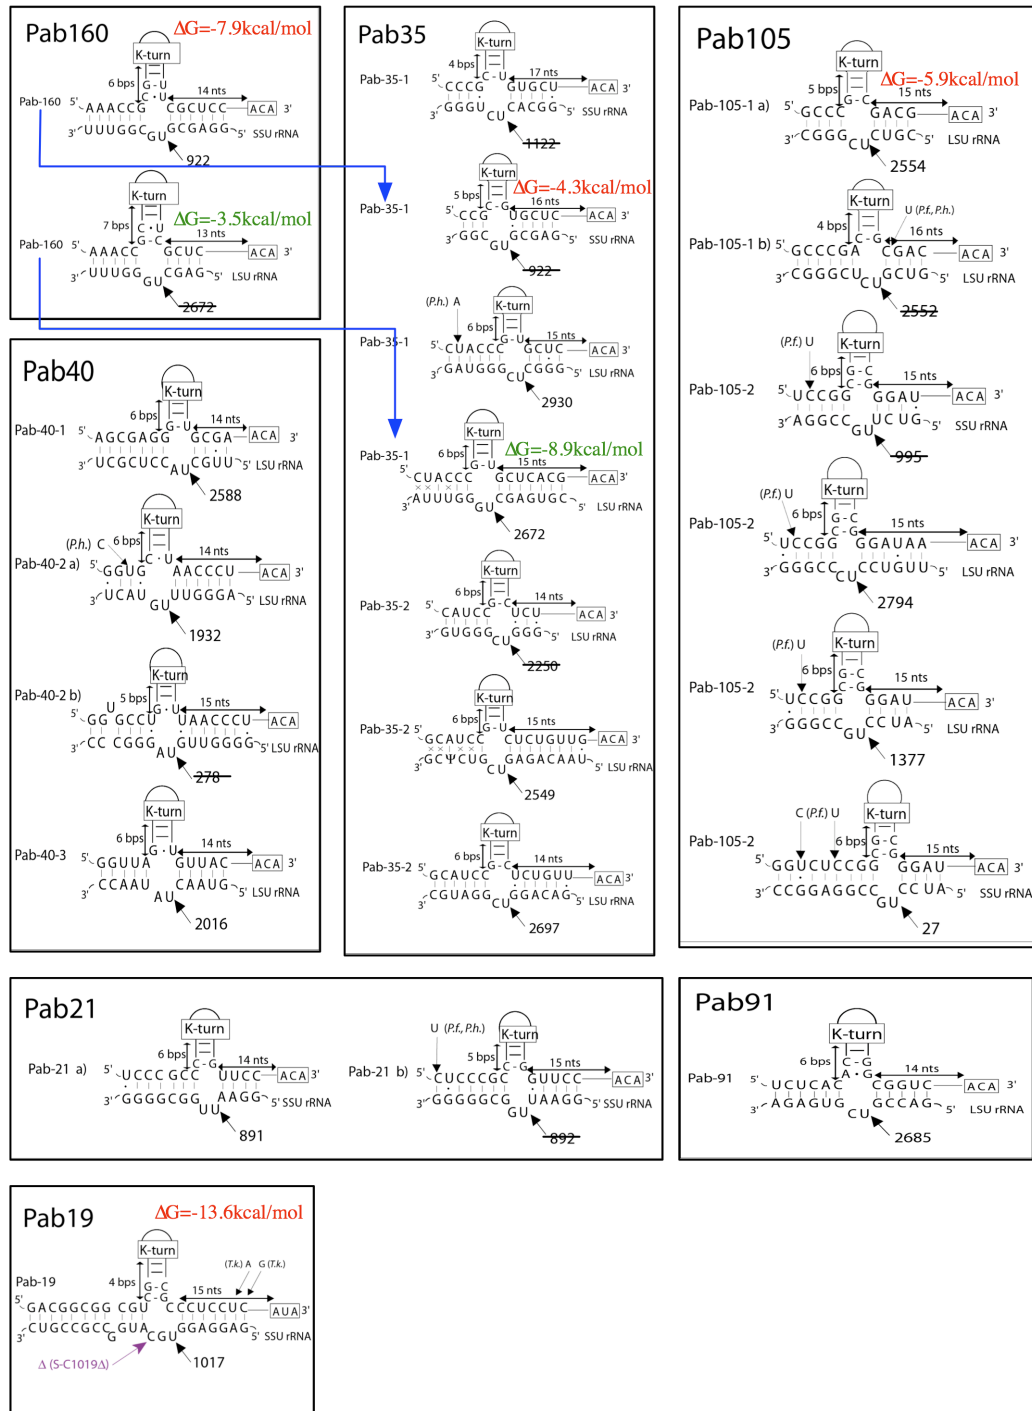 Pab160
ΔG=-7.9kcal/mol
K-turn
6 bps
G·U
C·U
14 nts
Pab-160
5' AAACCG CGCUCC ACA 3'
3' UUUGGC GU GCGAGG 5' SSU rRNA
922
K-turn
7 bps
ΔG=-3.5kcal/mol
C·U
G-C
13 nts
Pab-160
5' AAACC GCUC ACA 3'
3' UUUGG GU CGAG 5' LSU rRNA
2672
Pab40
K-turn
6 bps
G·U
14 nts
Pab-40-1
5' AGCGAGG GCGA ACA 3'
3' UCGCUCC AU CGUU 5' LSU rRNA
2588
K-turn
(P.h.) C
6 bps
C·U
14 nts
Pab-40-2 a)
5' GGUG AACCCU ACA 3'
3' UCAU GU UUGGGA 5' LSU rRNA
1932
K-turn
5 bps
G·U
15 nts
Pab-40-2 b)
U
5' GG GCCU UAACCCU ACA
3' CC CGGG AU GUUGGGG 5' LSU rRNA
278
K-turn
6 bps
G·U
14 nts
Pab-40-3
5' GGUUA GUUAC ACA 3'
3' CCAAU AU CAAUG 5' LSU rRNA
2016
Pab35
K-turn
4 bps
C-U
17 nts
Pab-35-1
5' CCCG GUGCU ACA 3'
3' GGGU CU CACGG 5' SSU rRNA
1122
K-turn
5 bps
ΔG=-4.3kcal/mol
C-G
16 nts
Pab-35-1
5' CCG UGCUC ACA 3'
3' GGC GU GCGAG 5' SSU rRNA
922
K-turn
(P.h.) A
6 bps
G-U
15 nts
Pab-35-1
5' CUACCC GCUC ACA 3'
3' GAUGGG CU CGGG 5' LSU rRNA
2930
K-turn
6 bps
ΔG=-8.9kcal/mol
G-U
15 nts
Pab-35-1
5' CUACCC GCUCACG ACA 3'
3' AUUUGG GU CGAGUGC 5' LSU rRNA
2672
K-turn
6 bps
G-C
14 nts
Pab-35-2
5' CAUCC UCU ACA 3'
3' GUGGG CU GGG 5' LSU rRNA
2250
K-turn
6 bps
G-U
15 nts
Pab-35-2
5' GCAUCC CUCUGUUG ACA 3'
3' GCΨCUG CU GAGACAAU 5' LSU rRNA
2549
K-turn
6 bps
G-C
14 nts
Pab-35-2
5' GCAUCC UCUGUU ACA 3'
3' CGUAGG CU GGACAG 5' LSU rRNA
2697
Pab105
K-turn
5 bps
ΔG=-5.9kcal/mol
G-C
15 nts
Pab-105-1 a)
5' GCCC GACG ACA 3'
3' CGGG CU CUGC 5' LSU rRNA
2554
K-turn
4 bps
U (P.f., P.h.)
C-G
16 nts
Pab-105-1 b)
5' GCCCGA CGAC ACA 3'
3' CGGGCU CU GCUG 5' LSU rRNA
2552
K-turn
(P.f.) U
6 bps
G-C
C-G
15 nts
Pab-105-2
5' UCCGG GGAU ACA 3'
3' AGGCC GU UCUG 5' SSU rRNA
995
K-turn
(P.f.) U
6 bps
G-C
C-G
15 nts
Pab-105-2
5' UCCGG GGAUAA ACA 3'
3' GGGCC CU CCUGUU 5' LSU rRNA
2794
K-turn
(P.f.) U
6 bps
G-C
C-G
15 nts
Pab-105-2
5' UCCGG GGAU ACA 3'
3' GGGCC GU CCUA 5' LSU rRNA
1377
K-turn
C (P.f.) U
6 bps
G-C
C-G
15 nts
Pab-105-2
5' GGUCUCCGG GGAU ACA 3'
3' CCGGAGGCC GU CCUA 5' SSU rRNA
27
Pab21
K-turn
6 bps
C-G
14 nts
Pab-21 a)
5' UCCCGCC UUCC ACA 3'
3' GGGGCGG UU AAGG 5' SSU rRNA
891
K-turn
U (P.f., P.h.)
5 bps
C-G
15 nts
Pab-21 b)
5' CUCCCGC GUUCC ACA 3'
3' GGGGGCG GU UAAGG 5' SSU rRNA
892
Pab91
K-turn
6 bps
C-G
A·G
14 nts
Pab-91
5' UCUCAC CGGUC ACA 3'
3' AGAGUG CU GCCAG 5' LSU rRNA
2685
Pab19
ΔG=-13.6kcal/mol
K-turn
4 bps
G-C
C-G
15 nts
(T.k.) A G (T.k.)
Pab-19
5' GACGGCGG CGU CCCUCCUC AUA 3'
3' CUGCCGCC G GUA CGU GGAGGAG 5' SSU rRNA
Δ (S-C1019Δ)
1017